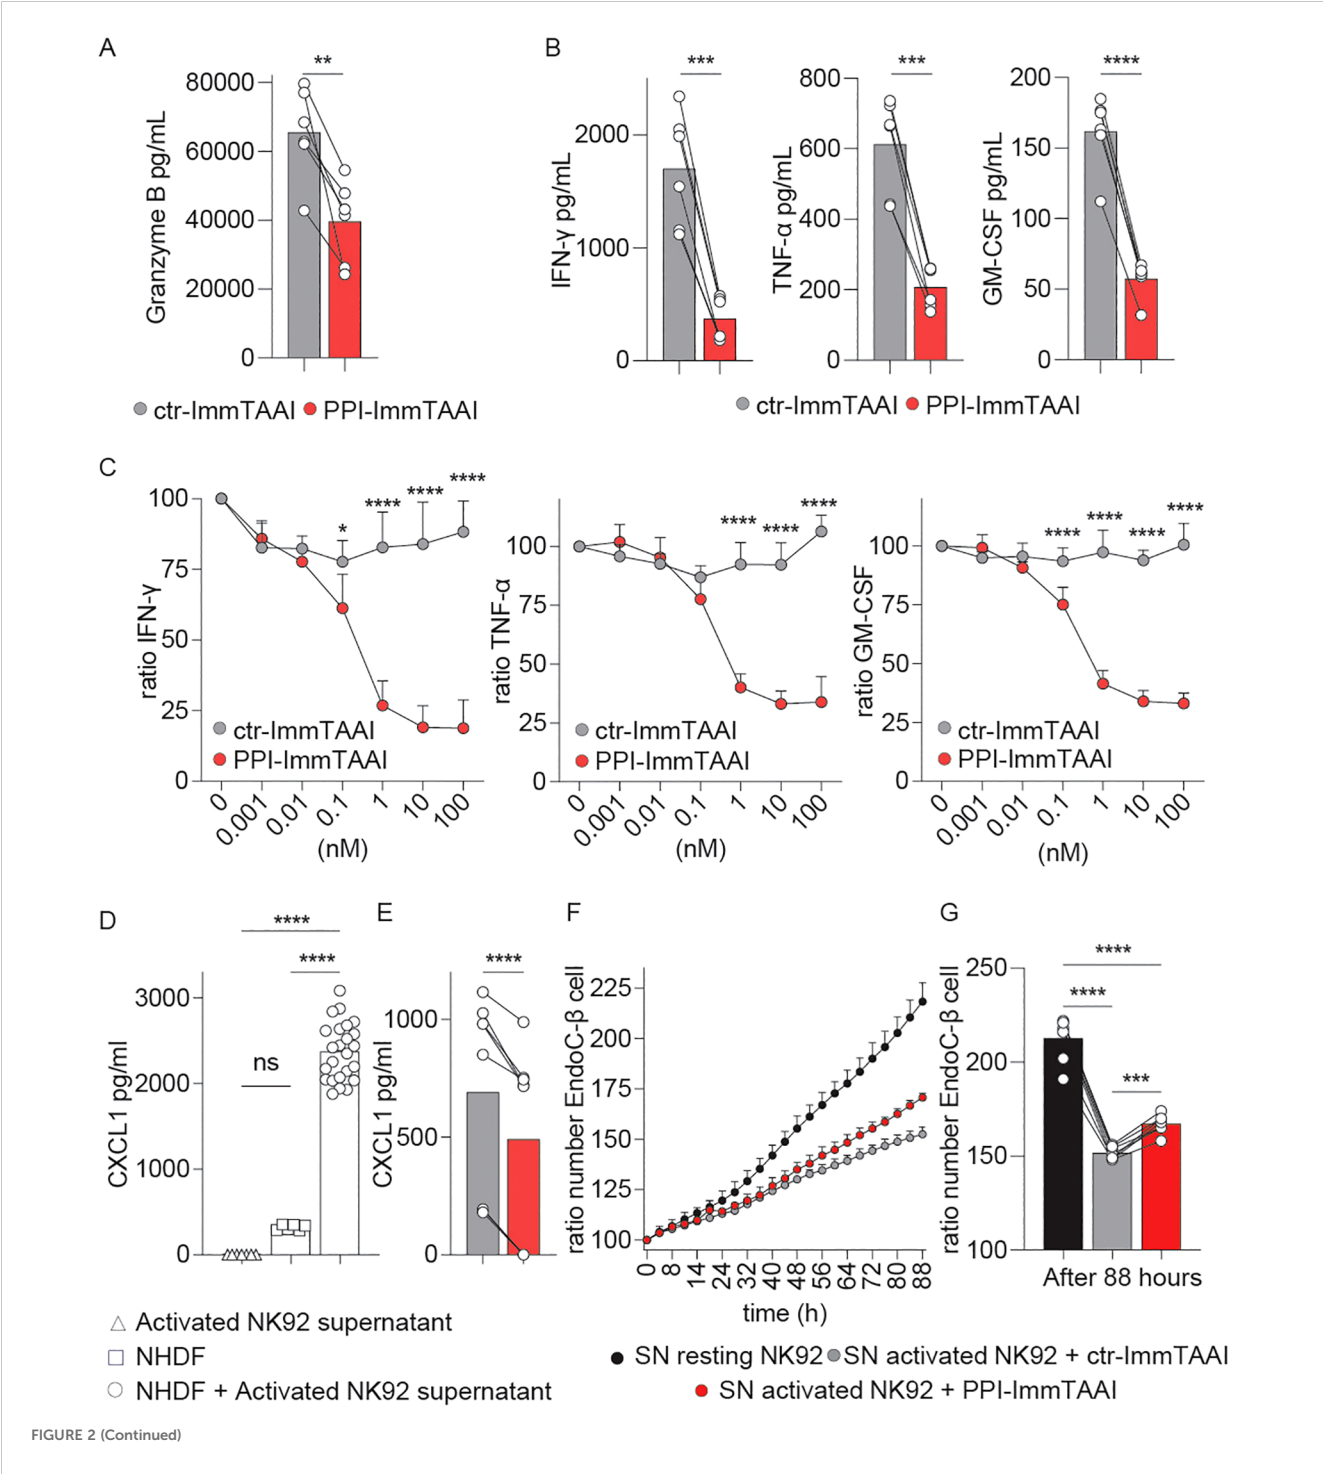 A
**
Granzyme B pg/mL
80000
60000
40000
20000
0
ctr-ImmTAAI PPI-ImmTAAI
B
***
IFN-γ pg/mL
2000
1000
0
***
TNF-α pg/mL
800
600
400
200
0
****
GM-CSF pg/mL
200
150
100
50
0
ctr-ImmTAAI PPI-ImmTAAI
C
ratio IFN-γ
100
75
50
25
0
* **** **** ****
ctr-ImmTAAI
PPI-ImmTAAI
0 0.001 0.01 0.1 1 10 100
(nM)
ratio TNF-α
100
75
50
25
0
**** **** ****
ctr-ImmTAAI
PPI-ImmTAAI
0 0.001 0.01 0.1 1 10 100
(nM)
ratio GM-CSF
100
75
50
25
0
**** **** **** ****
ctr-ImmTAAI
PPI-ImmTAAI
0 0.001 0.01 0.1 1 10 100
(nM)
D
****
****
ns
CXCL1 pg/ml
3000
2000
1000
0
Activated NK92 supernatant
NHDF
NHDF + Activated NK92 supernatant
E
****
CXCL1 pg/ml
1000
500
0
F
ratio number EndoC-β cell
225
200
175
150
125
100
0 8 14 24 32 40 48 56 64 72 80 88
time (h)
G
****
****
***
ratio number EndoC-β cell
250
200
150
100
After 88 hours
SN resting NK92 SN activated NK92 + ctr-ImmTAAI
SN activated NK92 + PPI-ImmTAAI
FIGURE 2 (Continued)